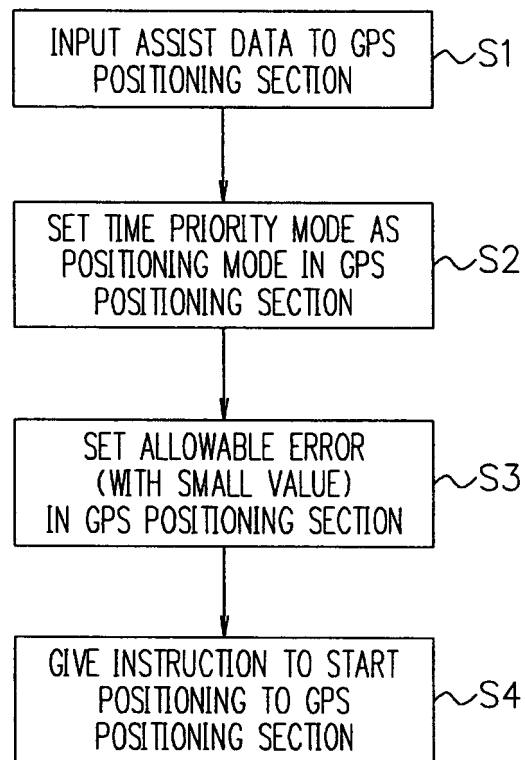 INPUT ASSIST DATA TO GPS
POSITIONING SECTION
S1
SET TIME PRIORITY MODE AS
POSITIONING MODE IN GPS
POSITIONING SECTION
S2
SET ALLOWABLE ERROR
(WITH SMALL VALUE)
IN GPS POSITIONING SECTION
S3
GIVE INSTRUCTION TO START
POSITIONING TO GPS
POSITIONING SECTION
S4